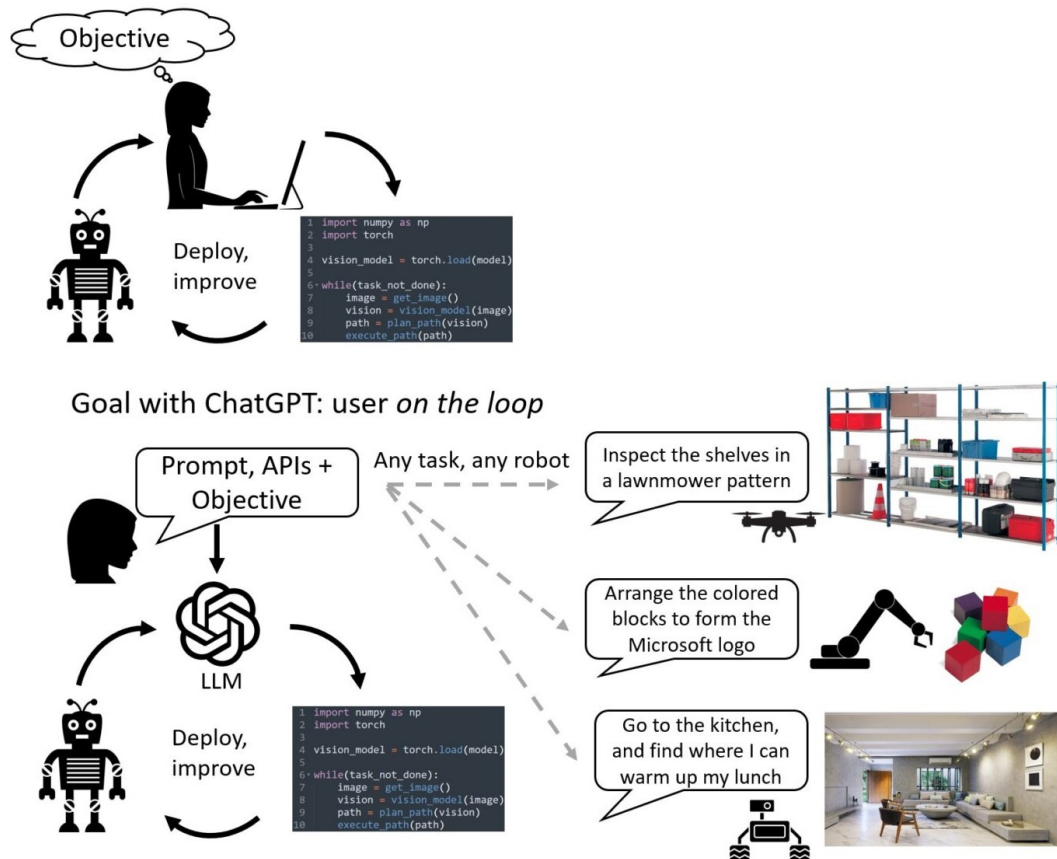 Objective
Deploy,
improve
1 import numpy as np
2 import torch
3
4 vision_model = torch.load(model)
5
6 while(task_not_done):
7 image = get_image()
8 vision = vision_model(image)
9 path = plan_path(vision)
10 execute_path(path)
Goal with ChatGPT: user on the loop
Prompt, APIs +
Objective
Any task, any robot
Inspect the shelves in
a lawnmower pattern
LLM
Arrange the colored
blocks to form the
Microsoft logo
Deploy,
improve
1 import numpy as np
2 import torch
3
4 vision_model = torch.load(model)
5
6 while(task_not_done):
7 image = get_image()
8 vision = vision_model(image)
9 path = plan_path(vision)
10 execute_path(path)
Go to the kitchen,
and find where I can
warm up my lunch